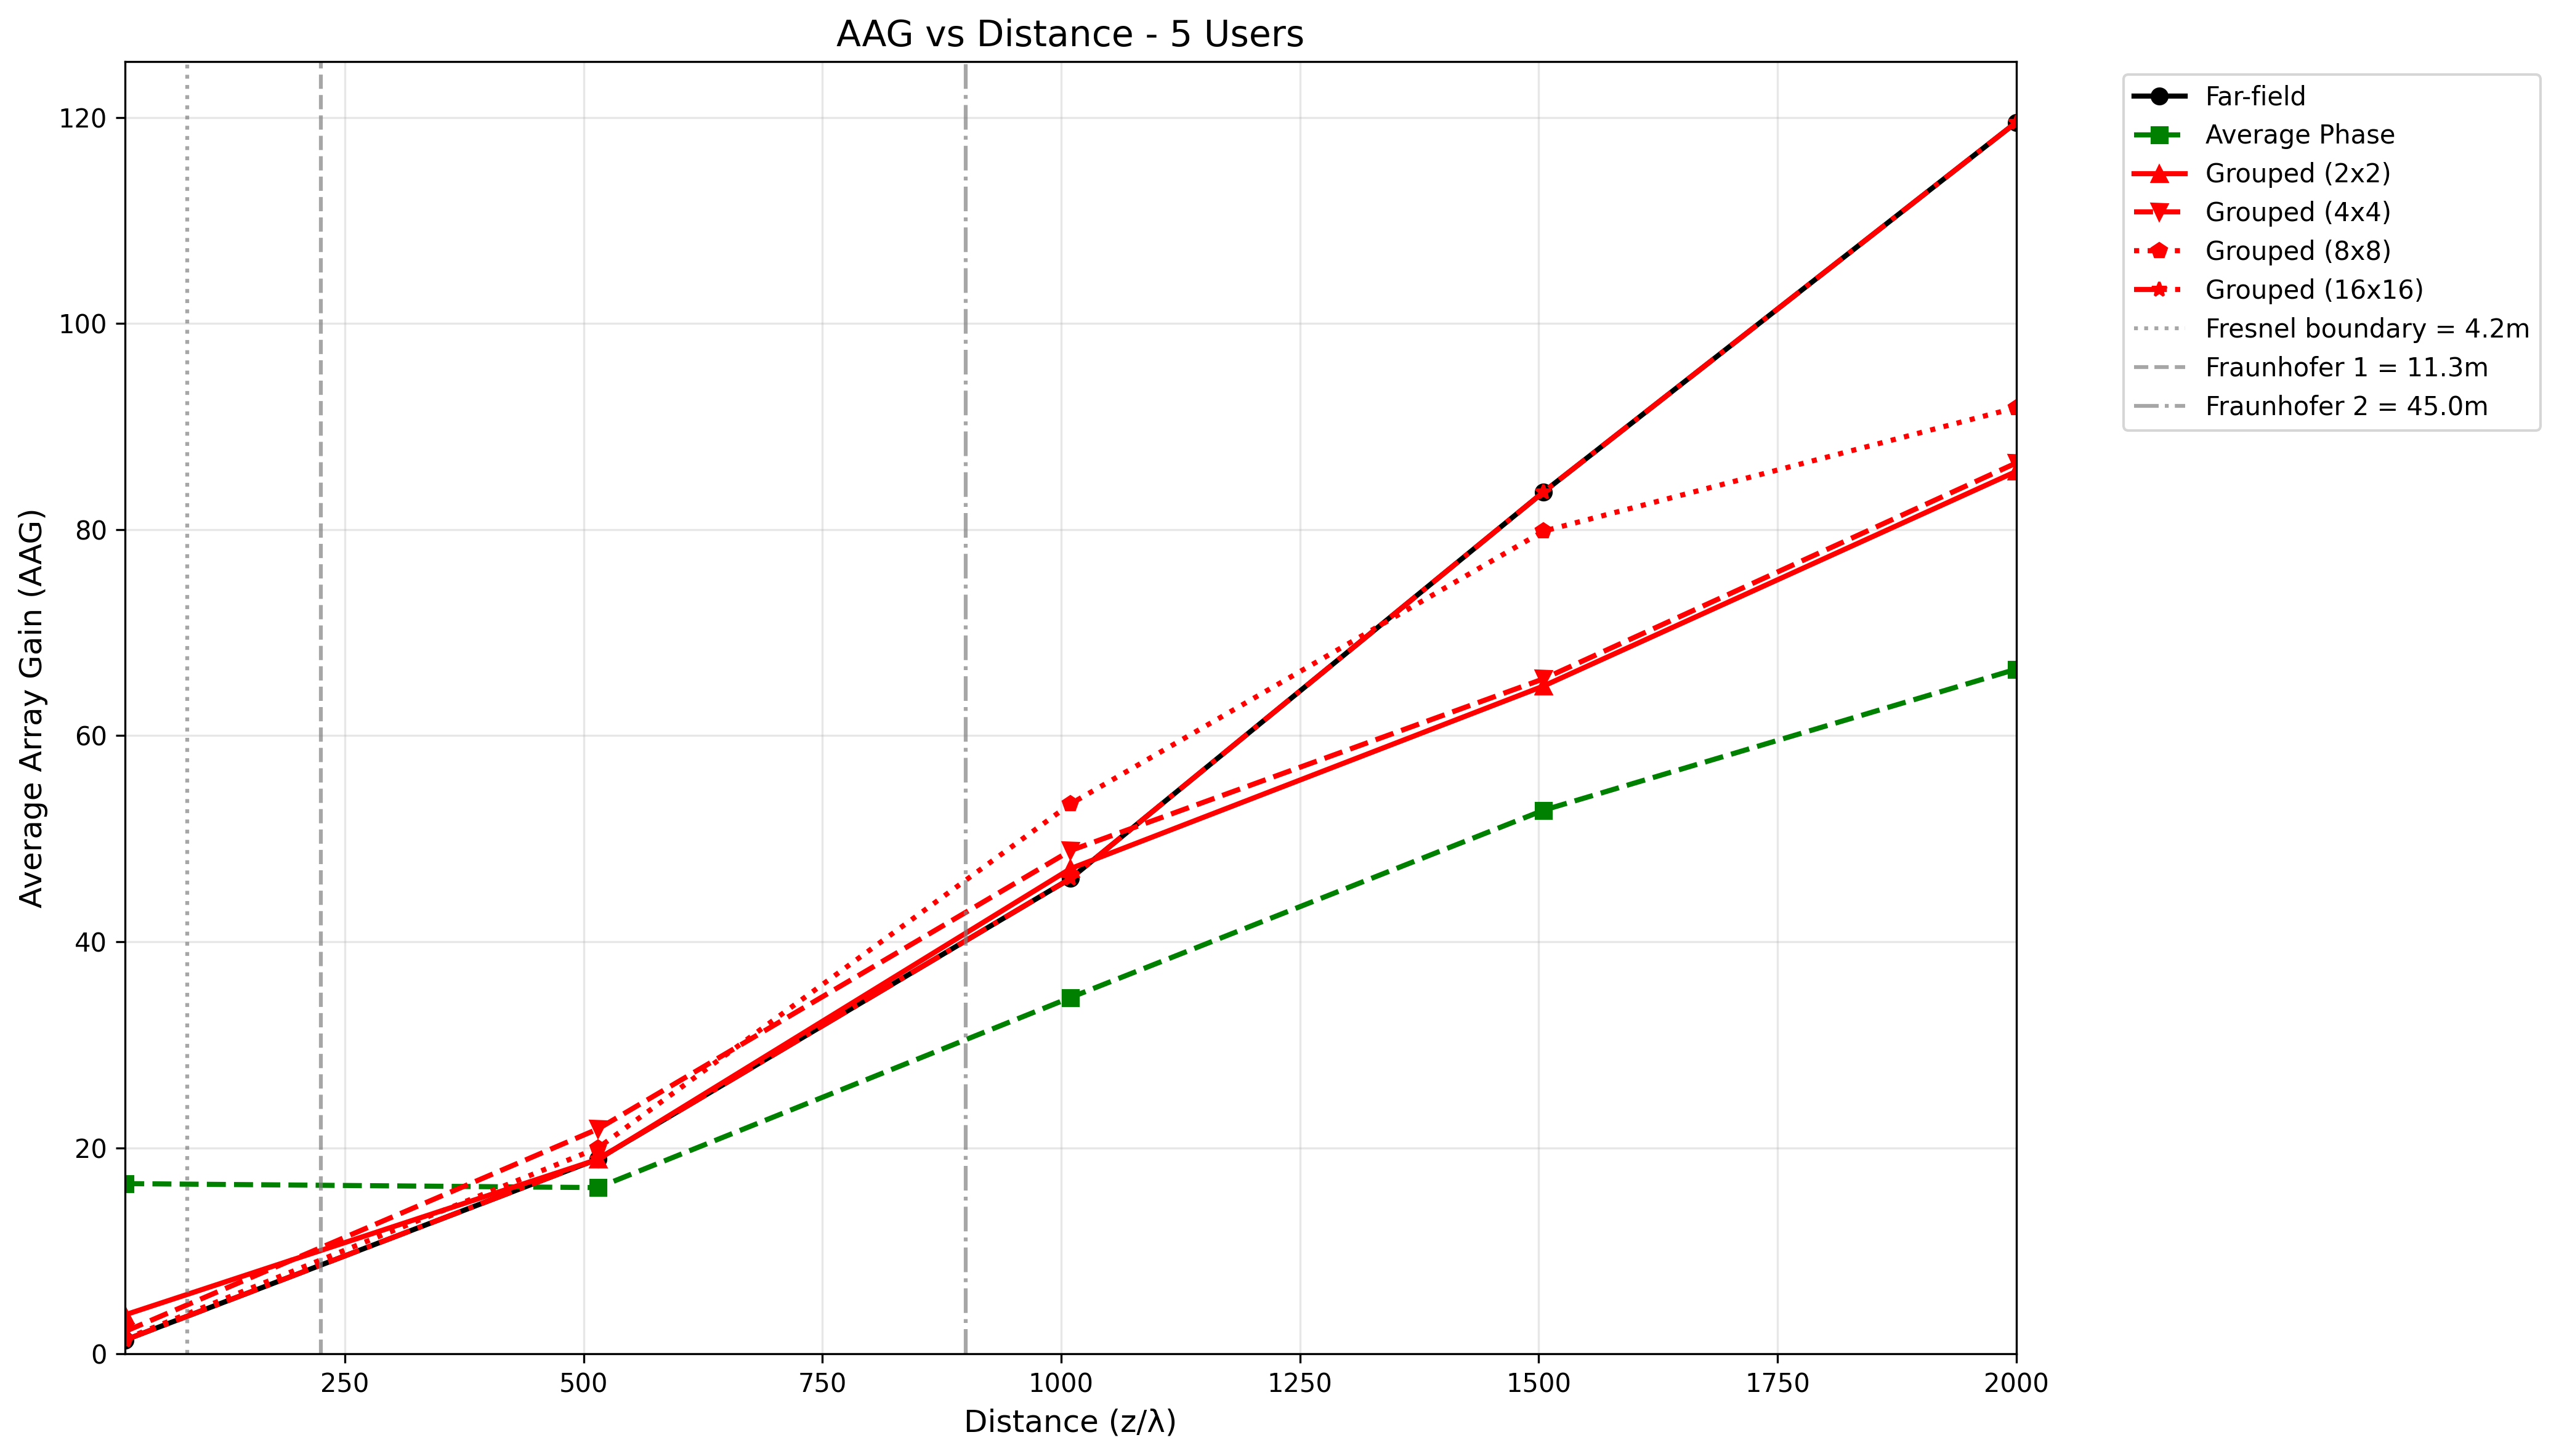 AAG vs Distance - 5 Users
Average Array Gain (AAG)
120
100
80
60
40
20
0
250
500
750
1000
1250
1500
1750
2000
Distance (z/λ)
Far-field
Average Phase
Grouped (2x2)
Grouped (4x4)
Grouped (8x8)
Grouped (16x16)
Fresnel boundary = 4.2m
Fraunhofer 1 = 11.3m
Fraunhofer 2 = 45.0m